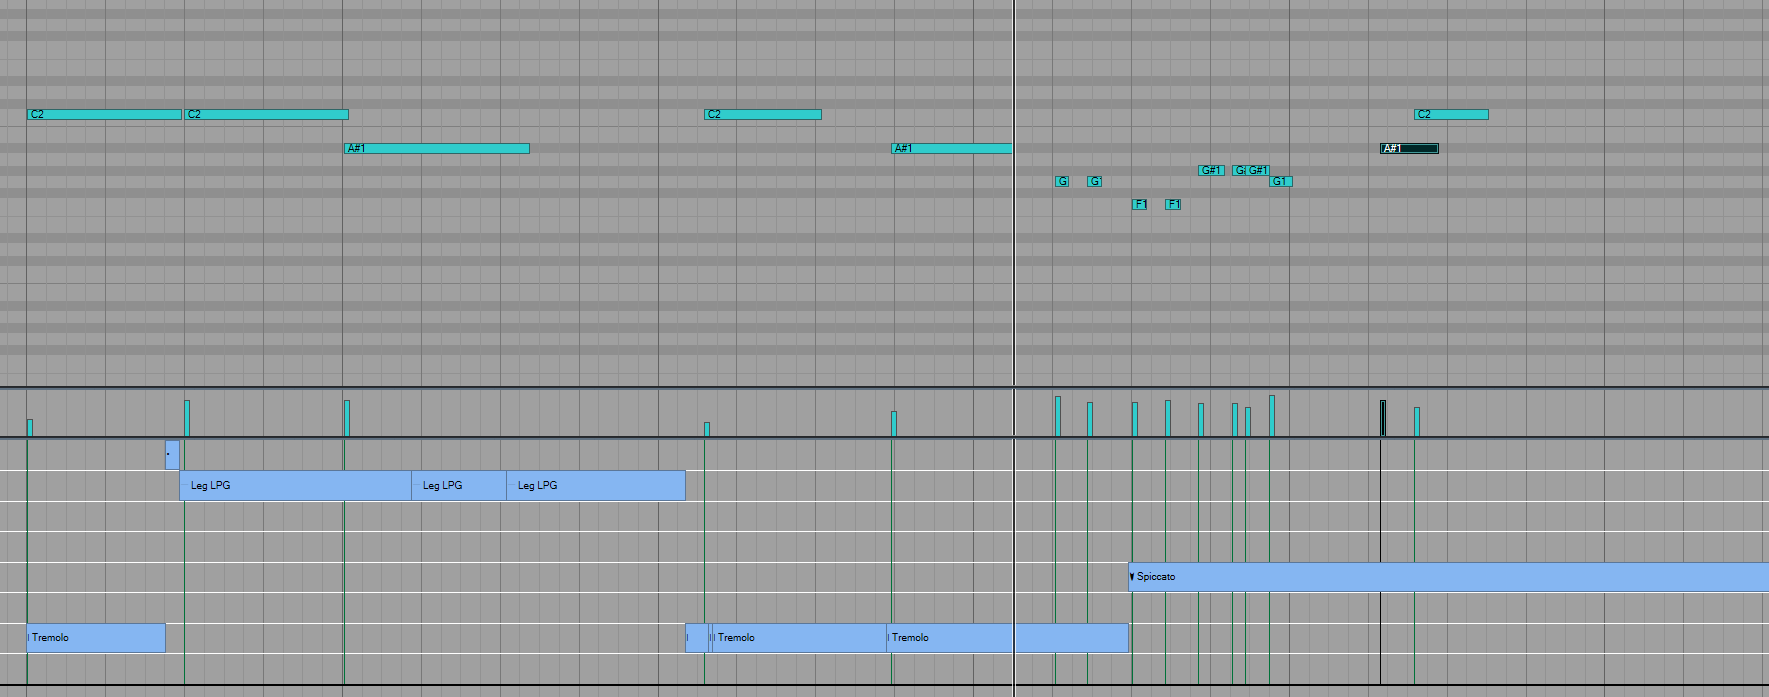 C2 C2 C2 C2
A#1 A#1 A#1
G#1 G G#1
G G G1
F1 F1
Leg LPG Leg LPG Leg LPG
Spiccato
Tremolo Tremolo Tremolo